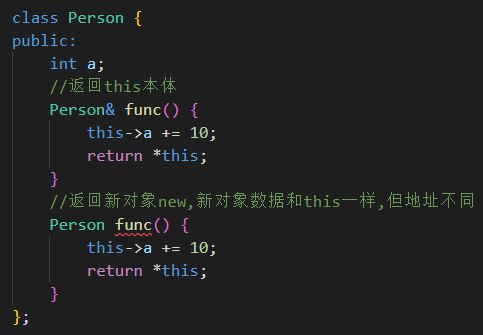 class Person {
public:
    int a;
    //返回this本体
    Person& func() {
        this->a += 10;
        return *this;
    }
    //返回新对象new,新对象数据和this一样,但地址不同
    Person func() {
        this->a += 10;
        return *this;
    }
};